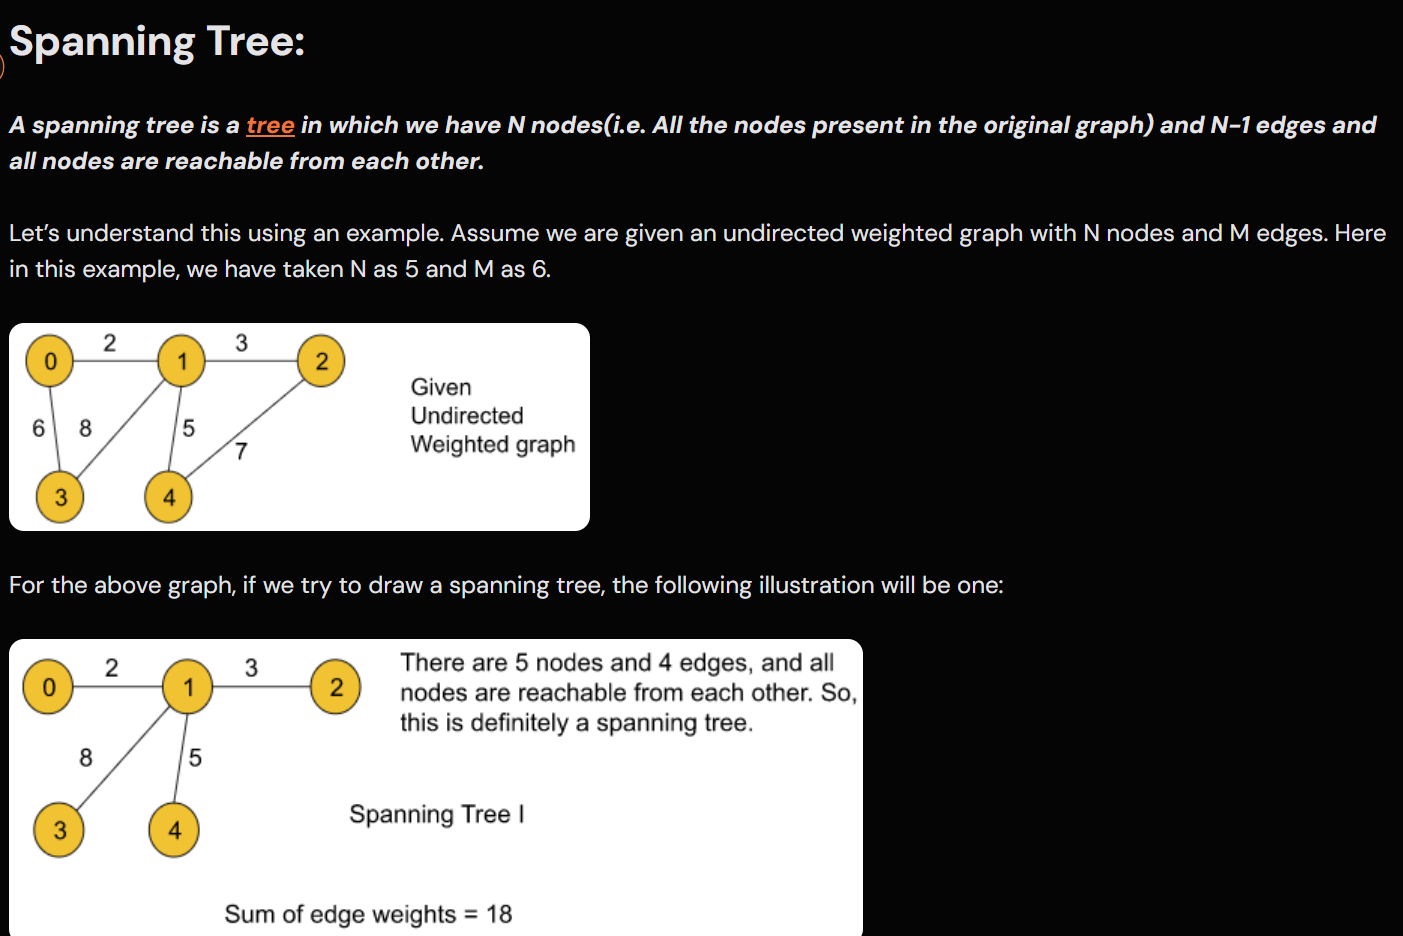 Spanning Tree:
A spanning tree is a tree in which we have N nodes(i.e. All the nodes present in the original graph) and N-1 edges and
all nodes are reachable from each other.
Let’s understand this using an example. Assume we are given an undirected weighted graph with N nodes and M edges. Here
in this example, we have taken N as 5 and M as 6.
2 3
0 1 2
Given
Undirected
Weighted graph
6 8 5
7
3 4
For the above graph, if we try to draw a spanning tree, the following illustration will be one:
2 3
0 1 2
There are 5 nodes and 4 edges, and all
nodes are reachable from each other. So,
this is definitely a spanning tree.
8 5
3 4
Spanning Tree I
Sum of edge weights = 18